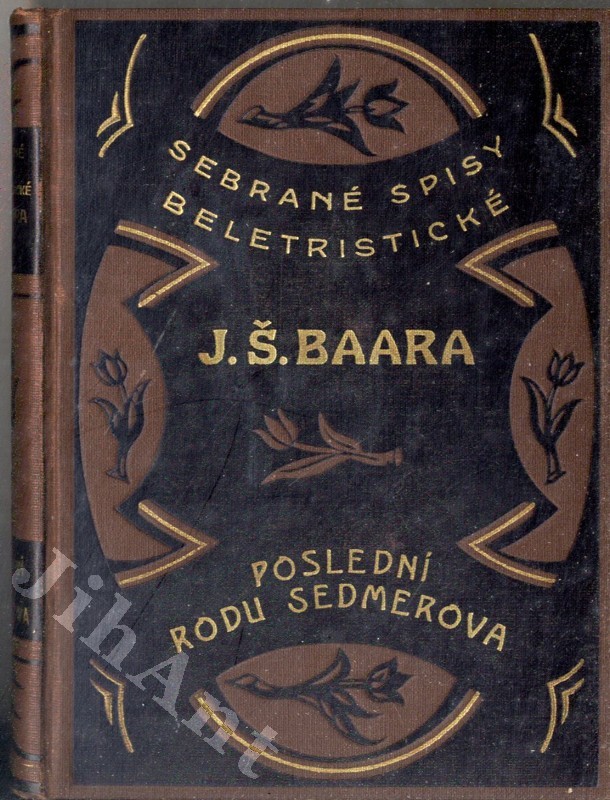 SEBRANÉ SPISY
BELETRISTICKÉ
J. Š. BAARA
POSLEDNÍ
RODU SEDMEROVA
JihAnt